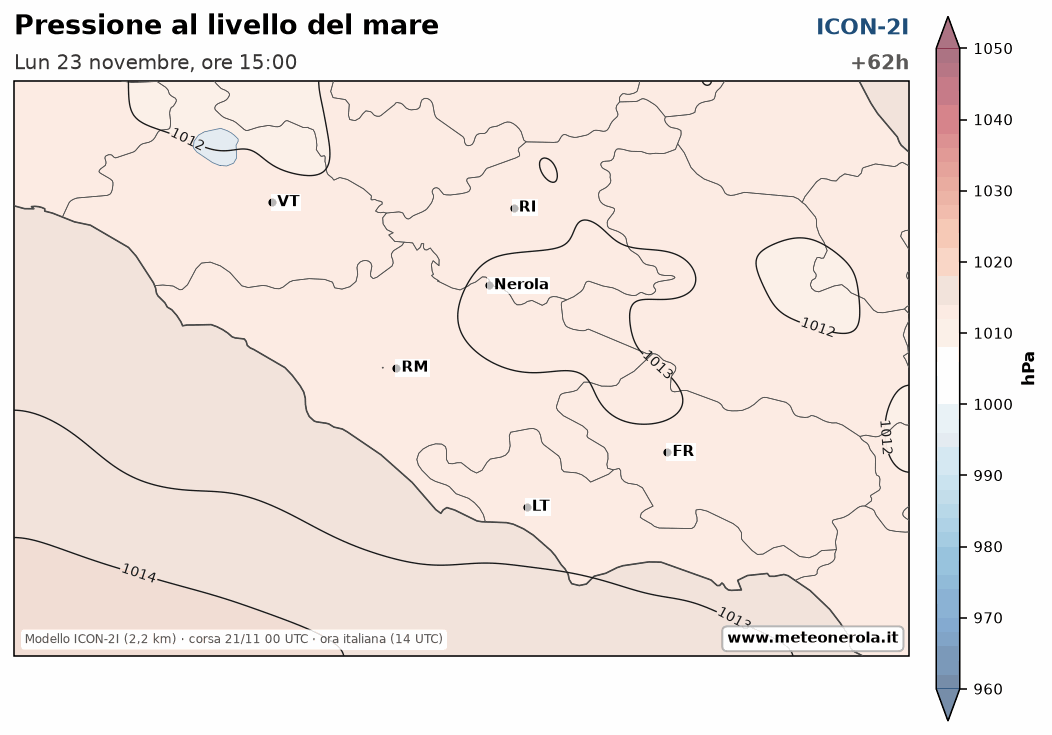 Pressione al livello del mare
ICON-2I
Lun 23 novembre, ore 15:00
+62h
1012
VT
RI
Nerola
1012
1013
RM
1012
FR
LT
1014
1013
Modello ICON-2I (2,2 km) · corsa 21/11 00 UTC · ora italiana (14 UTC)
www.meteonerola.it
1050
1040
1030
1020
1010
1000
990
980
970
960
hPa